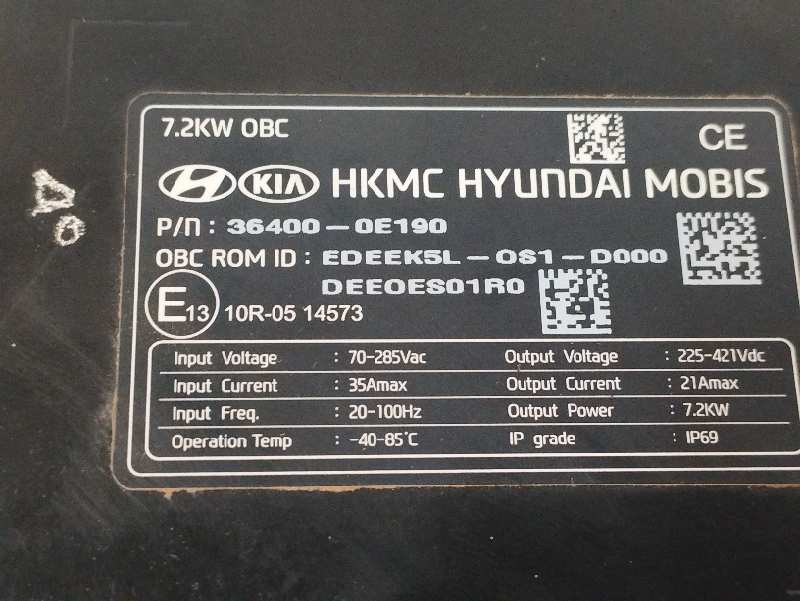 7.2KW OBC
CE
KIA HKMC HYUNDAI MOBIS
P/N : 36400-0E190
OBC ROM ID : EDEEK5L-OS1-D000
DEEOES01R0
E13 10R-05 14573
Input Voltage : 70-285Vac Output Voltage : 225-421Vdc
Input Current : 35Amax Output Current : 21Amax
Input Freq. : 20-100Hz Output Power : 7.2KW
Operation Temp : -40-85°C IP grade : IP69